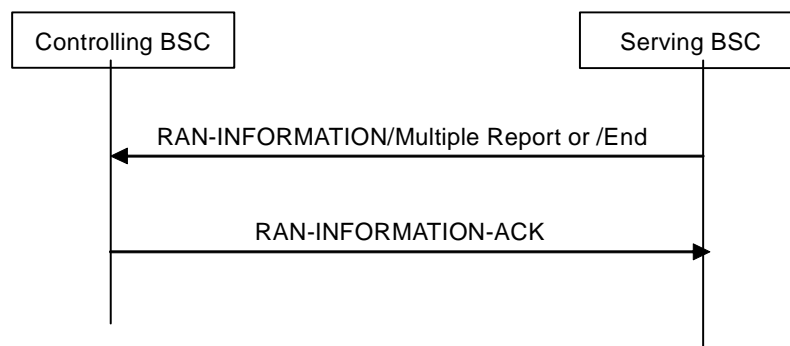 Controlling BSC
Serving BSC
RAN-INFORMATION/Multiple Report or /End
RAN-INFORMATION-ACK